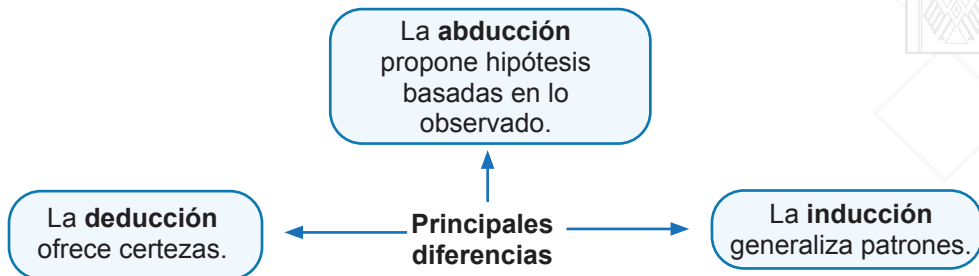 La abducción
propone hipótesis
basadas en lo
observado.
La deducción
ofrece certezas.
Principales
diferencias
La inducción
generaliza patrones.